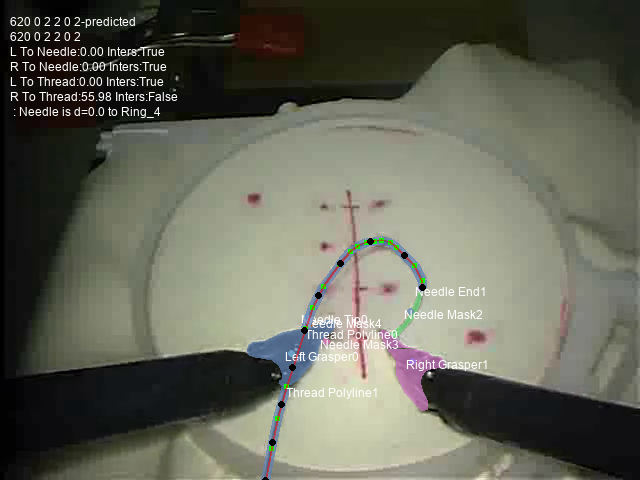 620 0 2 2 0 2-predicted
620 0 2 2 0 2
L To Needle:0.00 Inters:True
R To Needle:0.00 Inters:True
L To Thread:0.00 Inters:True
R To Thread:55.98 Inters:False
: Needle is d=0.0 to Ring_4
Needle End1
Needle Mask2
Needle Tip0
Needle Mask4
Thread Polyline0
Needle Mask3
Left Grasper0
Right Grasper1
Thread Polyline1